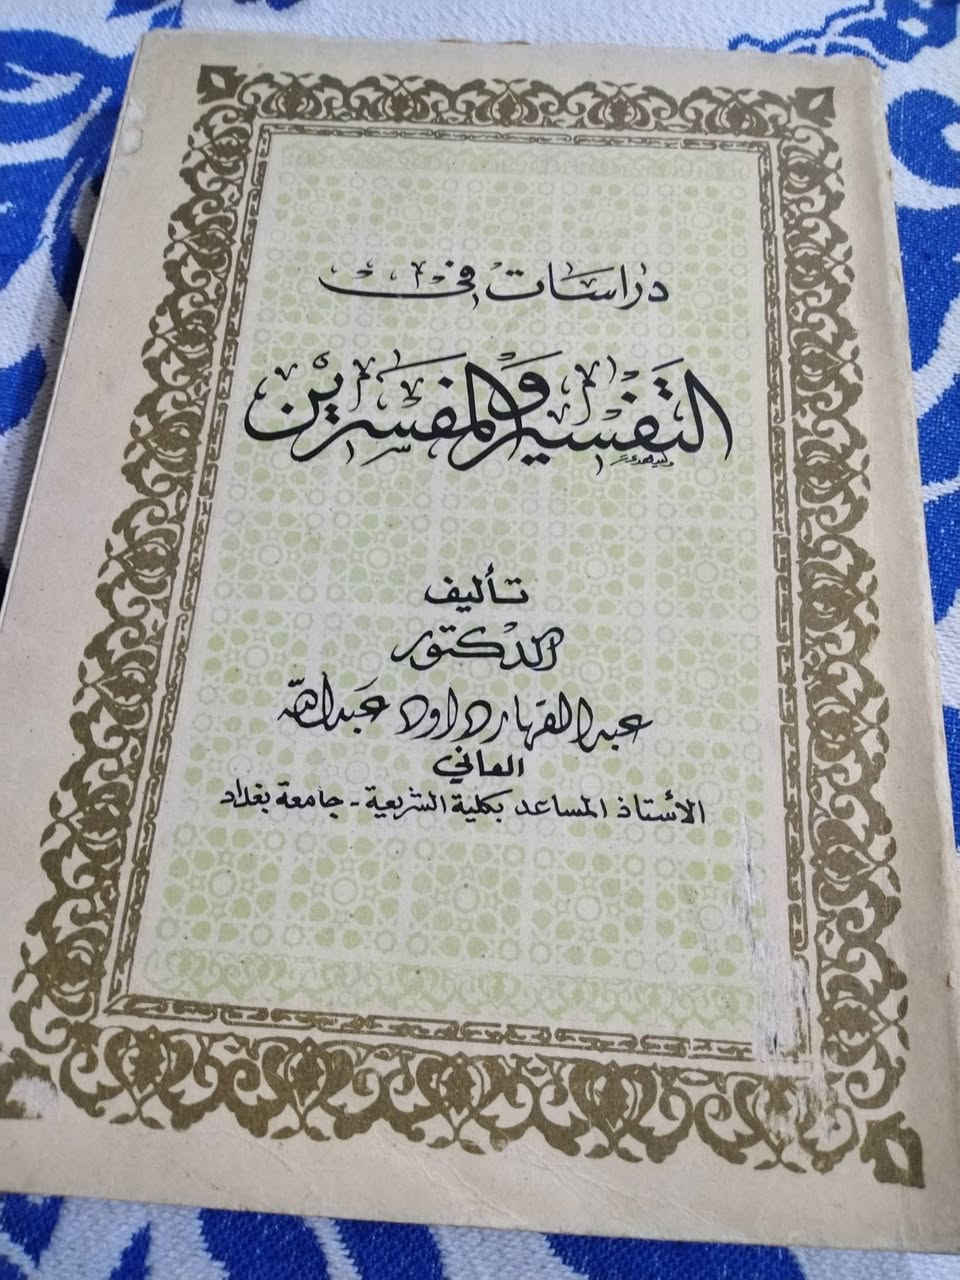 دراسات في
التفسير والمفسرين
تأليف
الدكتور
عبد القهار داود عبد الله
العاني
الأستاذ المساعد بكلية الشريعة - جامعة بغداد